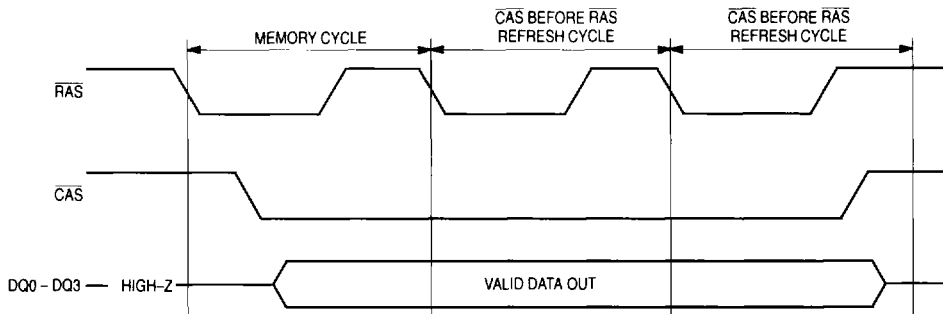 MEMORY CYCLE
CAS BEFORE RAS
REFRESH CYCLE
CAS BEFORE RAS
REFRESH CYCLE
RAS
CAS
DQ0 – DQ3 — HIGH–Z
VALID DATA OUT